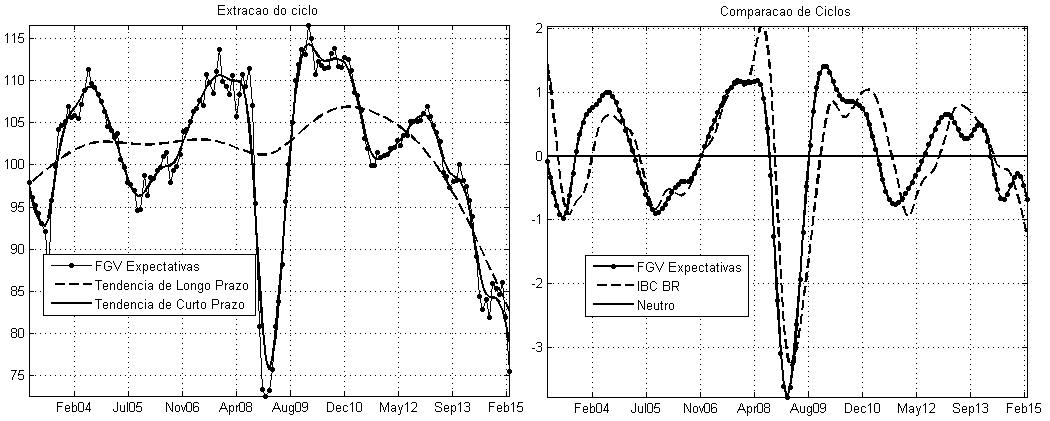 Extracao do ciclo
115
110
105
100
95
90
85
80
75
FGV Expectativas
Tendencia de Longo Prazo
Tendencia de Curto Prazo
Feb04 Jul05 Nov06 Apr08 Aug09 Dec10 May12 Sep13 Feb15
Comparacao de Ciclos
2
1
0
-1
-2
-3
FGV Expectativas
IBC BR
Neutro
Feb04 Jul05 Nov06 Apr08 Aug09 Dec10 May12 Sep13 Feb15